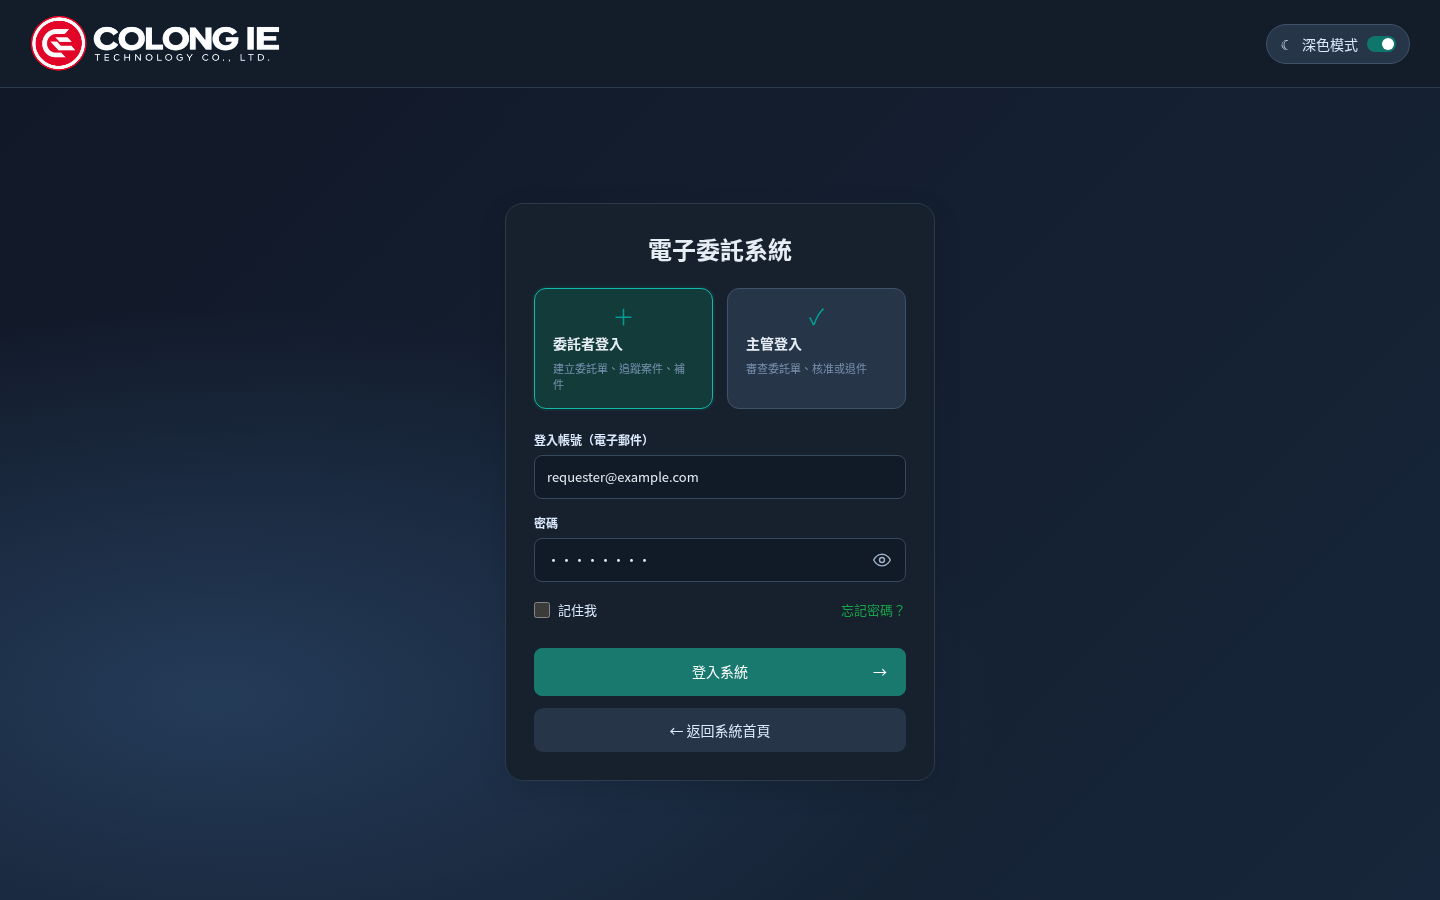 COLONG IE
TECHNOLOGY CO., LTD.
☾ 深色模式
電子委託系統
委託者登入
建立委託單、追蹤案件、補
件
主管登入
審查委託單、核准或退件
登入帳號（電子郵件）
requester@example.com
密碼
記住我
忘記密碼？
登入系統 →
← 返回系統首頁